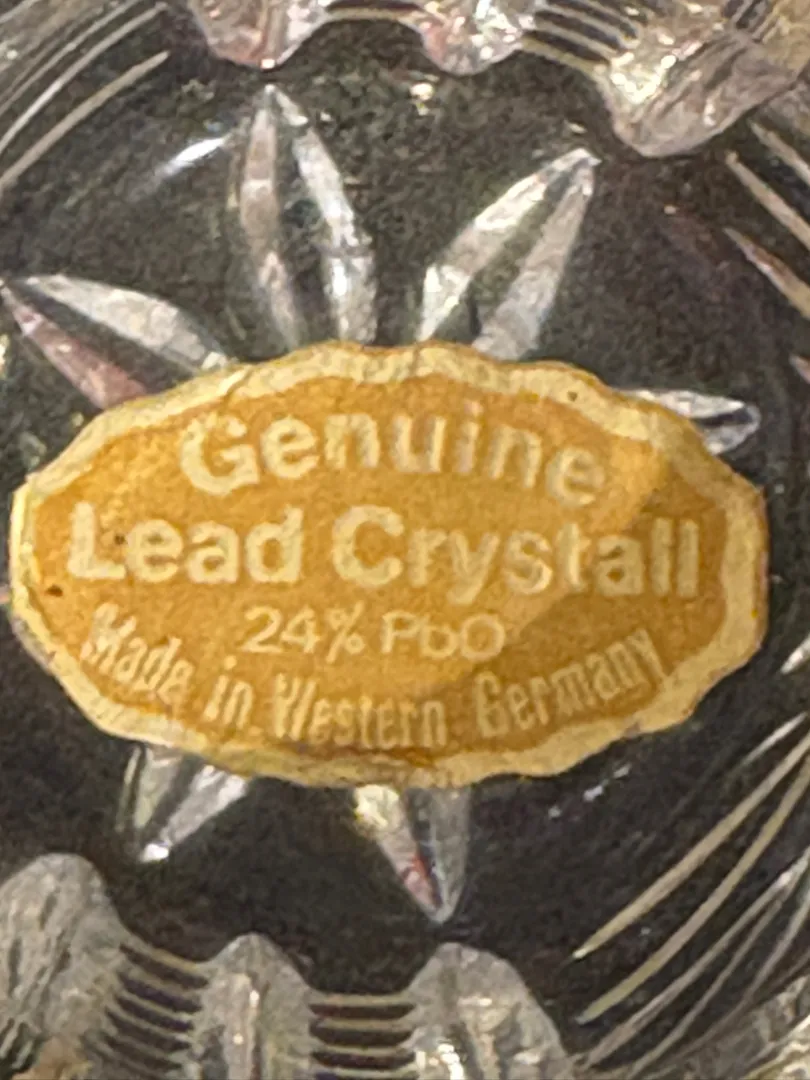 Genuine
Lead Crystall
24% PbO
Made in Western Germany